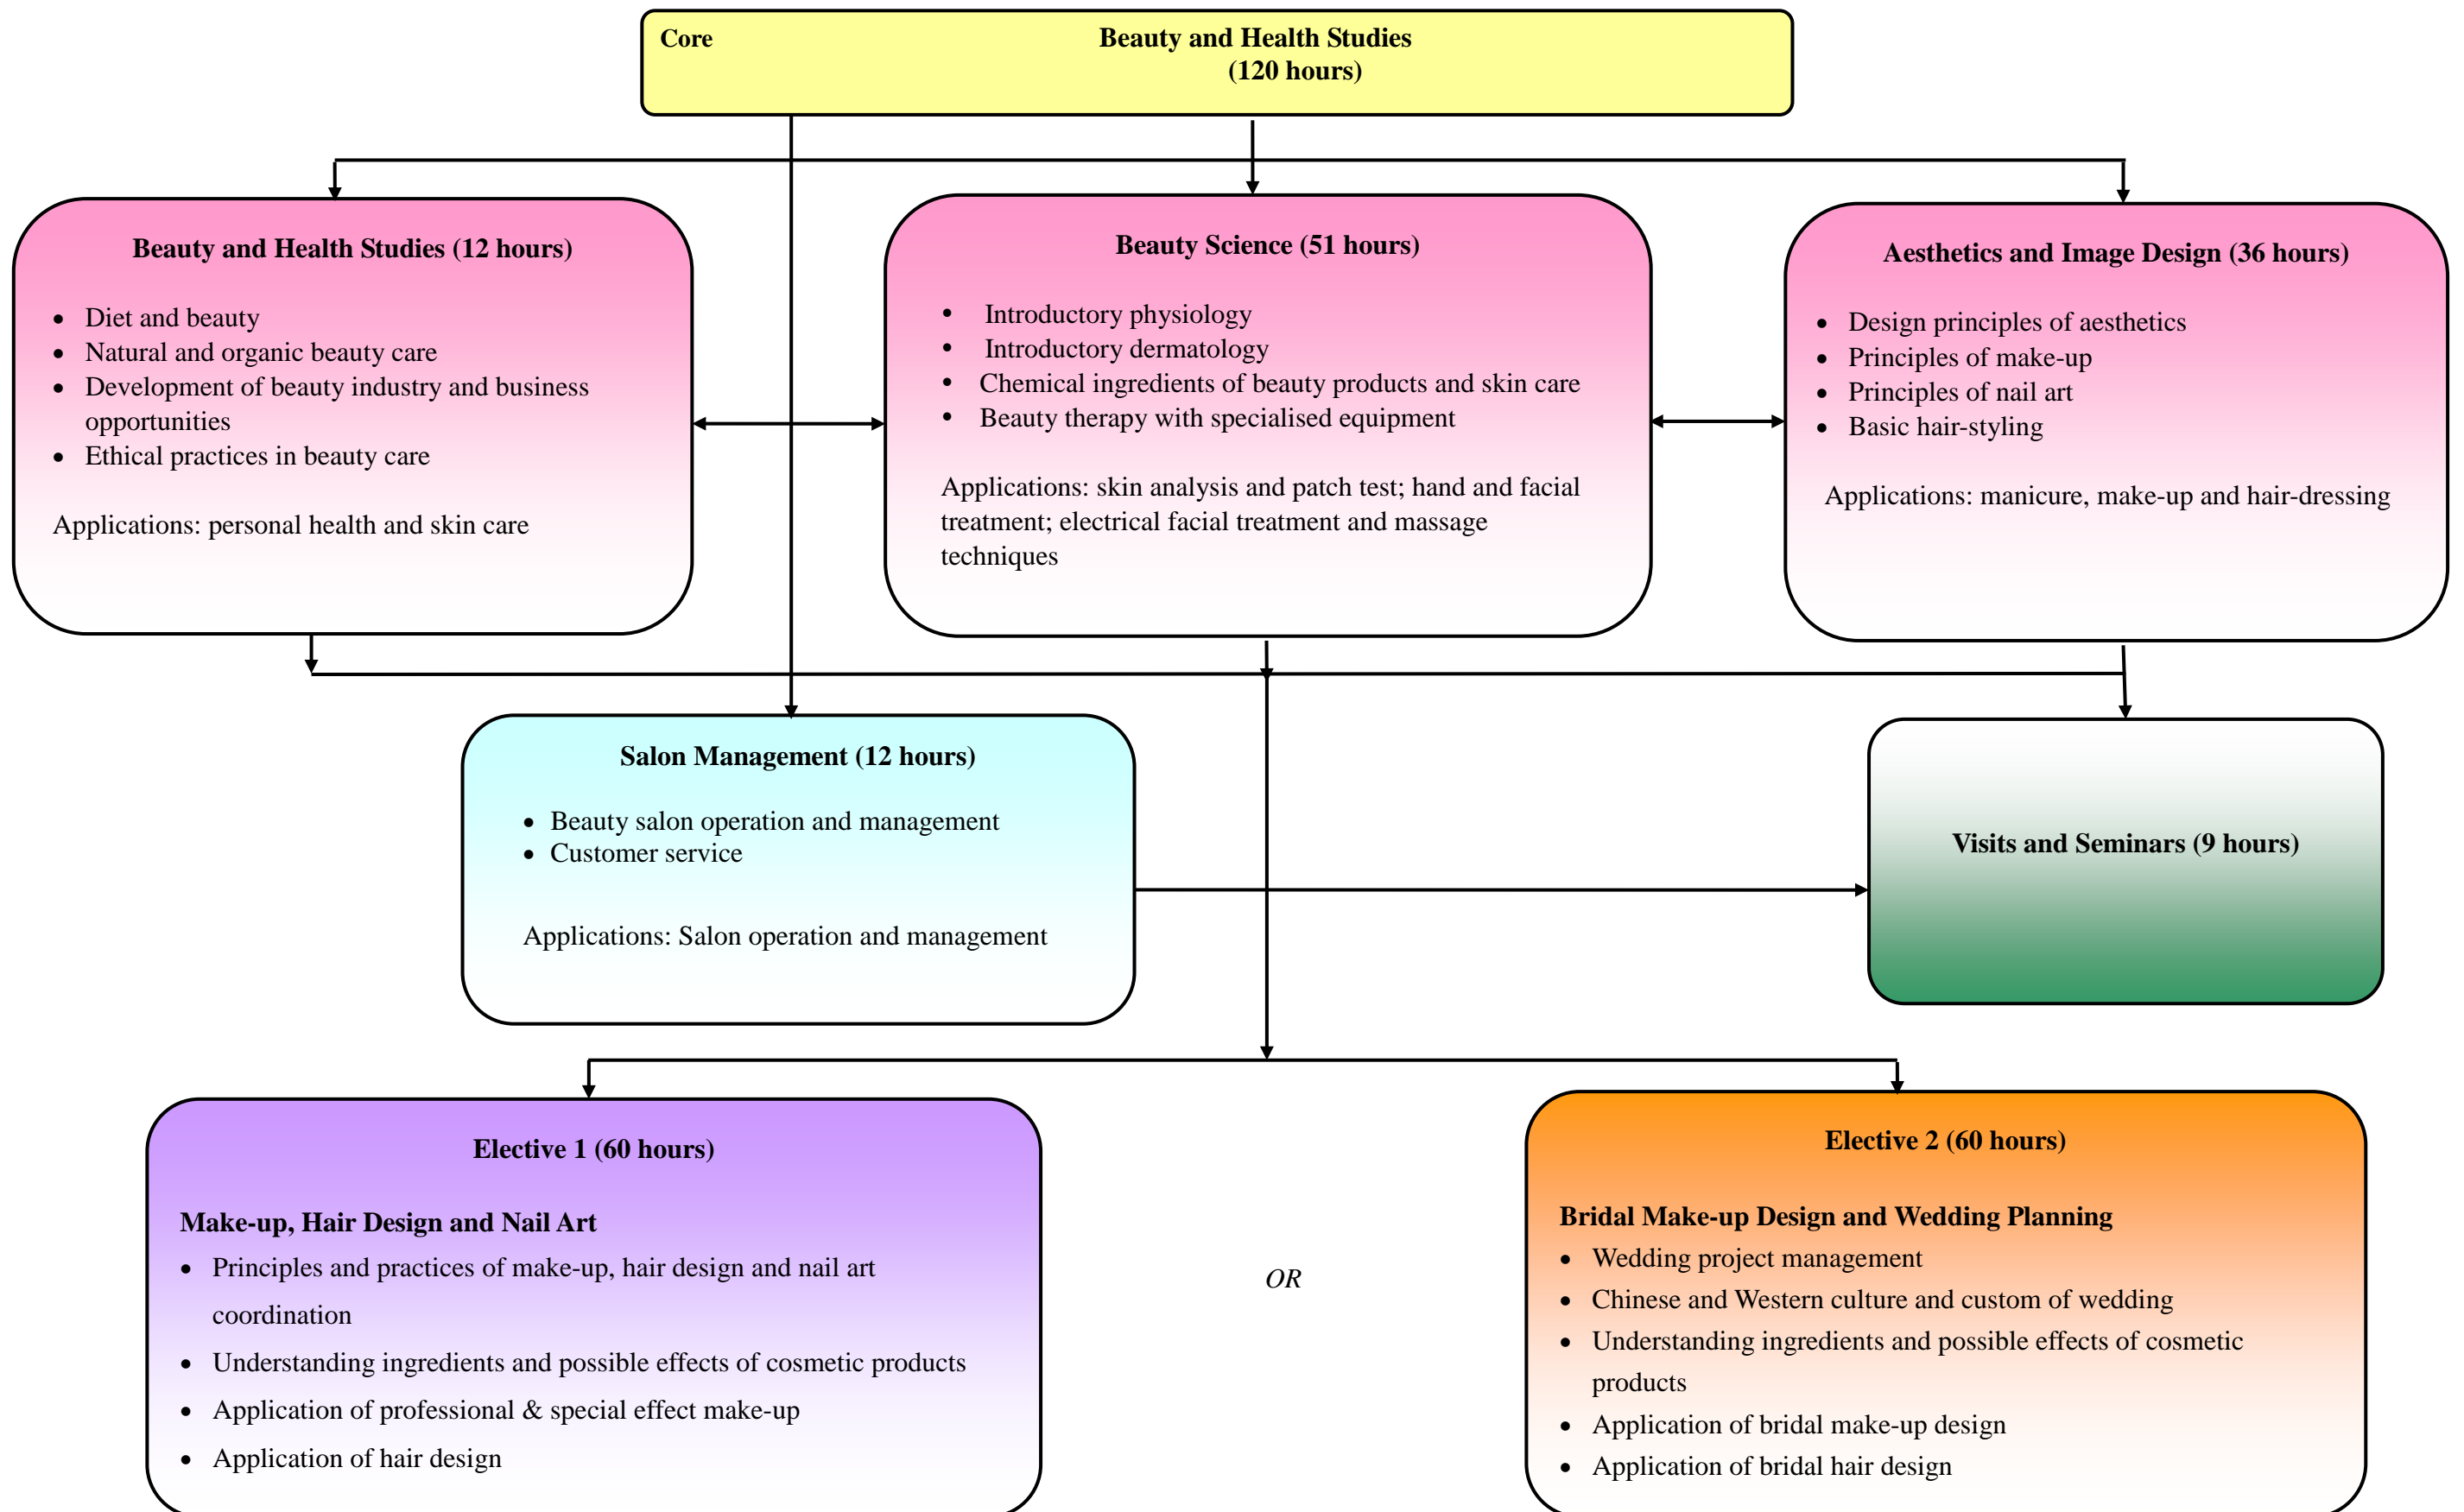 Core
Beauty and Health Studies
(120 hours)
Beauty and Health Studies (12 hours)
• Diet and beauty
• Natural and organic beauty care
• Development of beauty industry and business
opportunities
• Ethical practices in beauty care
Applications: personal health and skin care
Beauty Science (51 hours)
• Introductory physiology
• Introductory dermatology
• Chemical ingredients of beauty products and skin care
• Beauty therapy with specialised equipment
Applications: skin analysis and patch test; hand and facial
treatment; electrical facial treatment and massage
techniques
Aesthetics and Image Design (36 hours)
• Design principles of aesthetics
• Principles of make-up
• Principles of nail art
• Basic hair-styling
Applications: manicure, make-up and hair-dressing
Salon Management (12 hours)
• Beauty salon operation and management
• Customer service
Applications: Salon operation and management
Visits and Seminars (9 hours)
Elective 1 (60 hours)
Make-up, Hair Design and Nail Art
• Principles and practices of make-up, hair design and nail art
coordination
• Understanding ingredients and possible effects of cosmetic products
• Application of professional & special effect make-up
• Application of hair design
OR
Elective 2 (60 hours)
Bridal Make-up Design and Wedding Planning
• Wedding project management
• Chinese and Western culture and custom of wedding
• Understanding ingredients and possible effects of cosmetic
products
• Application of bridal make-up design
• Application of bridal hair design